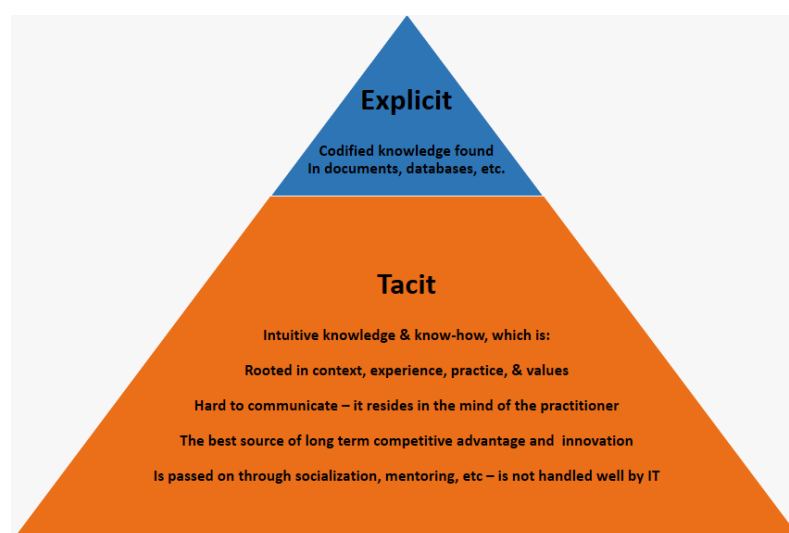 Explicit
Codified knowledge found
In documents, databases, etc.
Tacit
Intuitive knowledge & know-how, which is:
Rooted in context, experience, practice, & values
Hard to communicate – it resides in the mind of the practitioner
The best source of long term competitive advantage and  innovation
Is passed on through socialization, mentoring, etc – is not handled well by IT